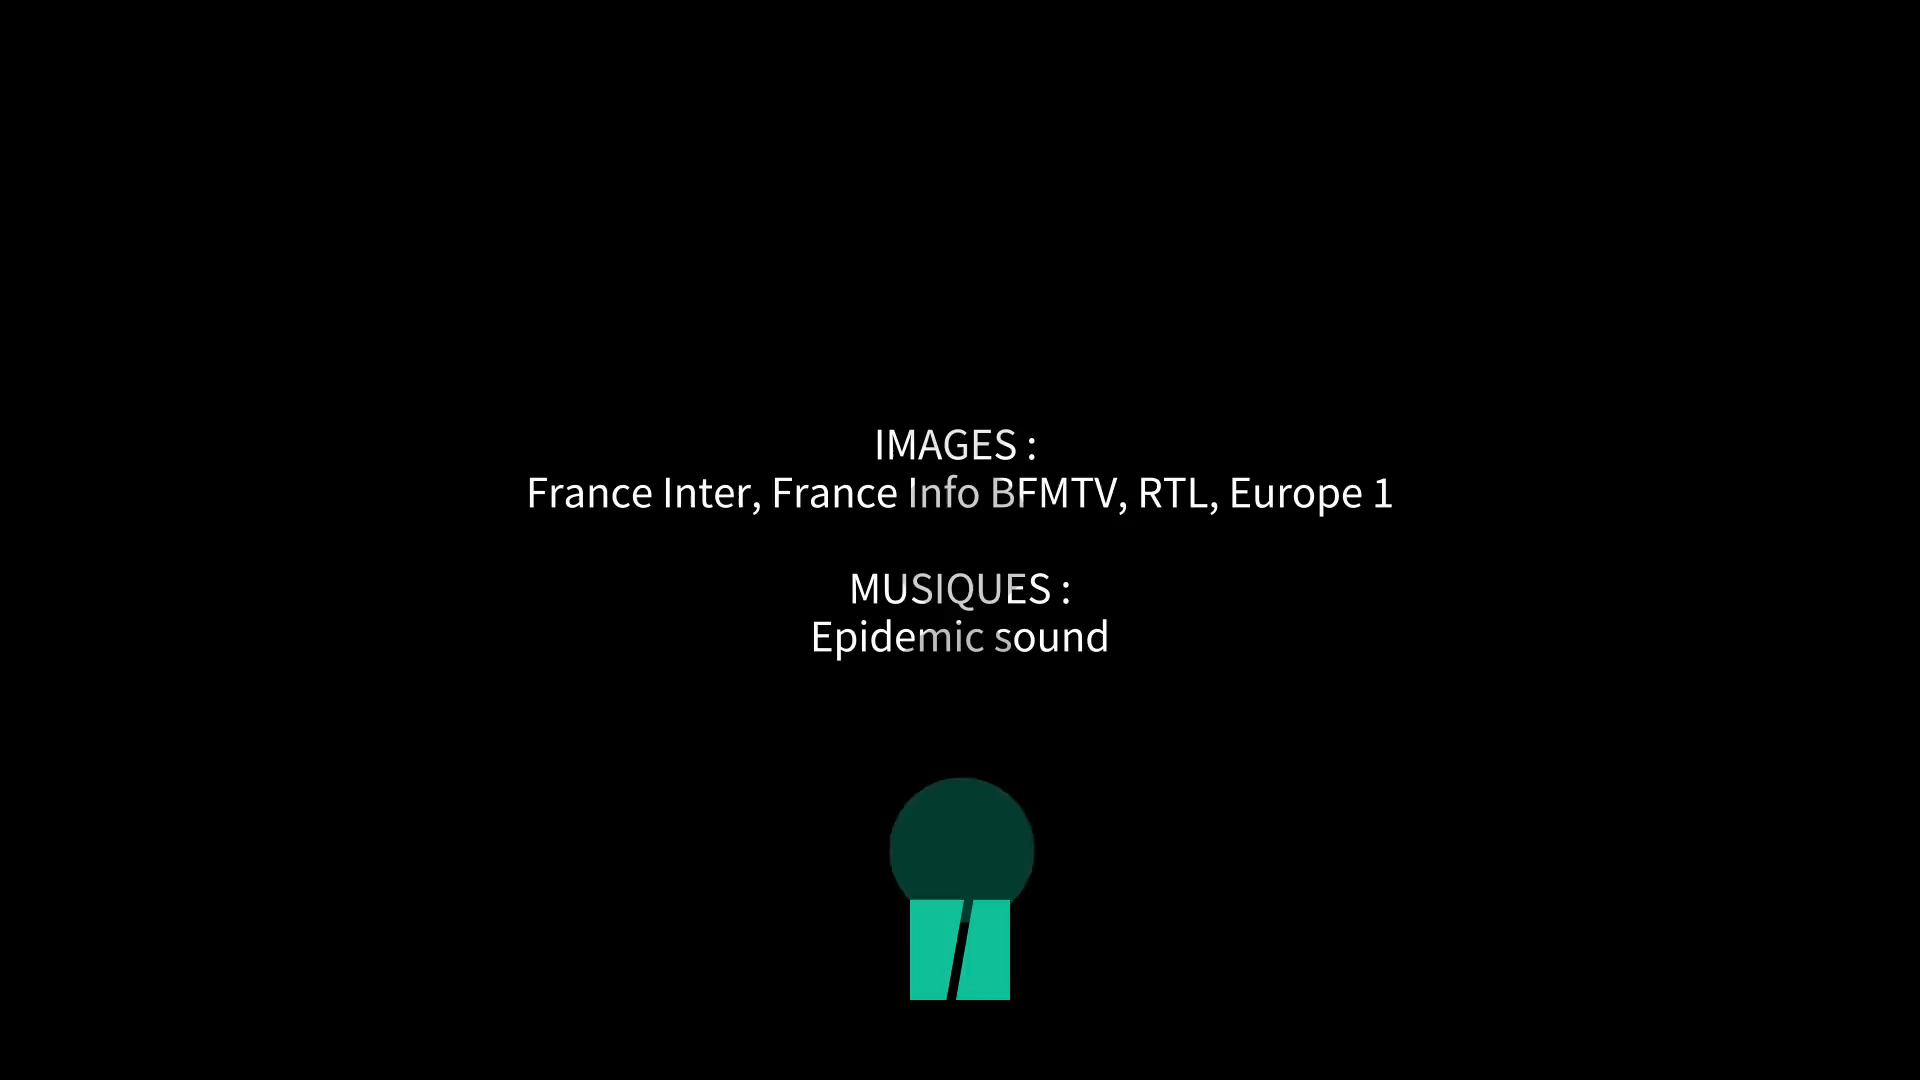 IMAGES :
France Inter, France Info BFMTV, RTL, Europe 1
MUSIQUES :
Epidemic sound